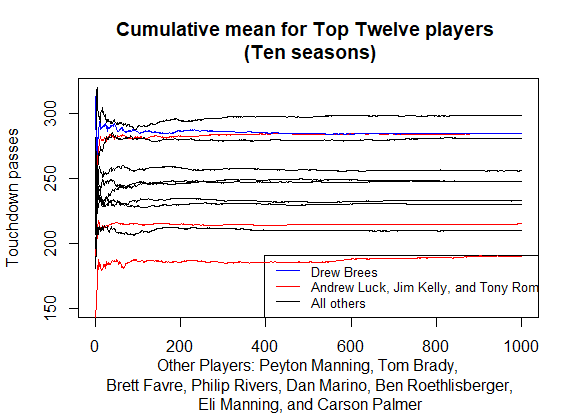 Cumulative mean for Top Twelve players
(Ten seasons)
Touchdown passes
300
250
200
150
Drew Brees
Andrew Luck, Jim Kelly, and Tony Rom
All others
0 200 400 600 800 1000
Other Players: Peyton Manning, Tom Brady,
Brett Favre, Philip Rivers, Dan Marino, Ben Roethlisberger,
Eli Manning, and Carson Palmer